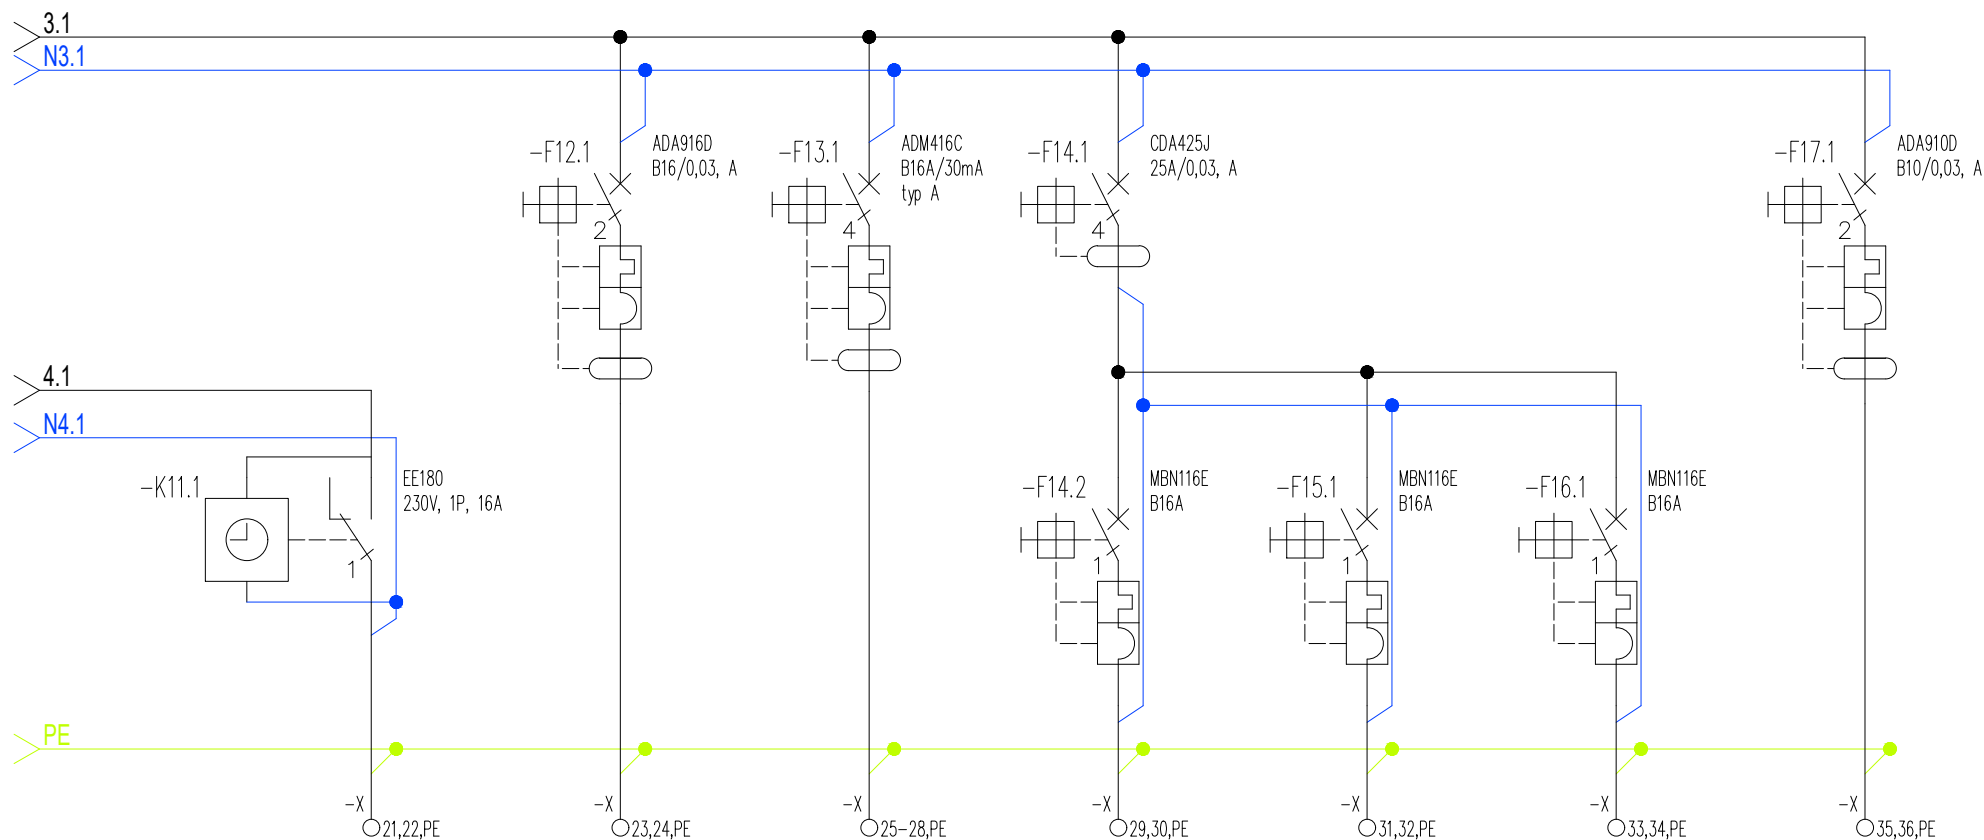 3.1
N3.1
-F12.1
ADA916D
B16/0,03, A
2
-F13.1
ADM416C
B16A/30mA
typ A
4
-F14.1
CDA425J
25A/0,03, A
4
-F17.1
ADA910D
B10/0,03, A
2
4.1
N4.1
-K11.1
EE180
230V, 1P, 16A
1
-F14.2
MBN116E
B16A
1
-F15.1
MBN116E
B16A
1
-F16.1
MBN116E
B16A
1
PE
-X
21,22,PE
-X
23,24,PE
-X
25-28,PE
-X
29,30,PE
-X
31,32,PE
-X
33,34,PE
-X
35,36,PE